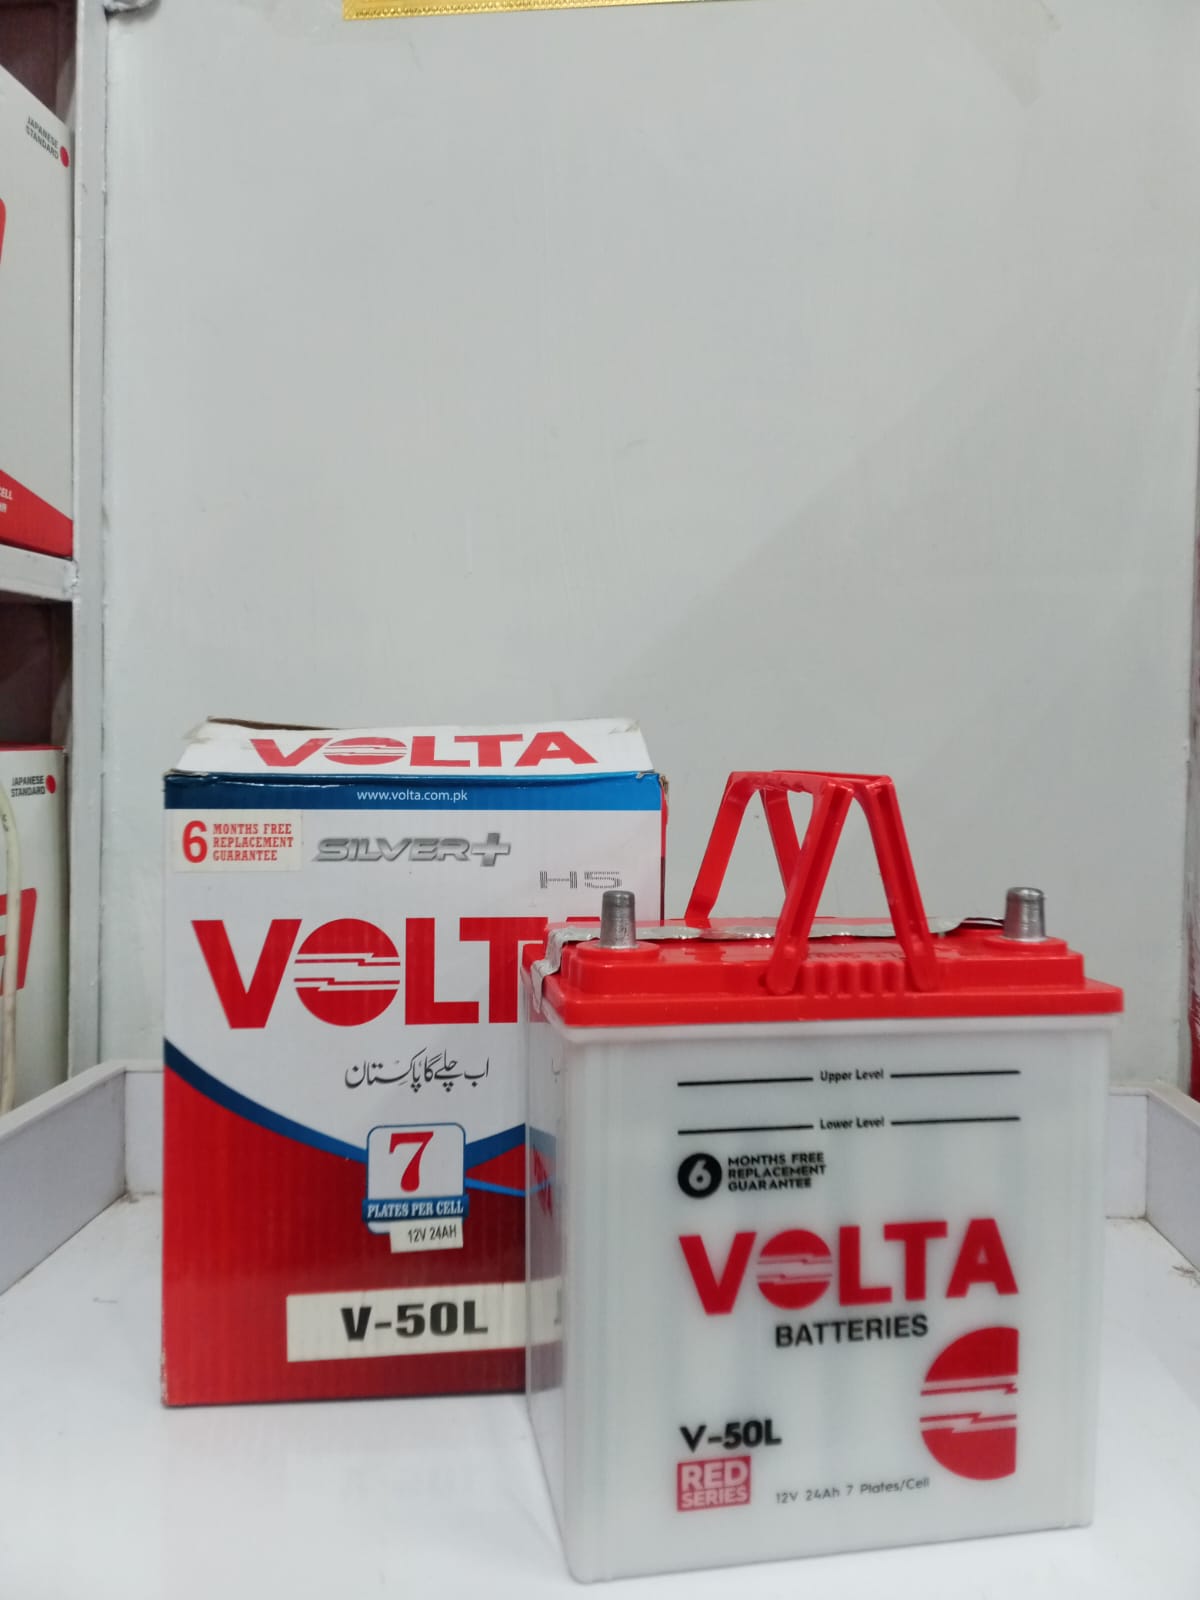 JAPANESE
STANDARD
JAPANESE
STANDARD
VOLTA
www.volta.com.pk
6 MONTHS FREE
REPLACEMENT
GUARANTEE
SILVER+
H5
VOLT
اب چلے گا پاکستان
7
PLATES PER CELL
12V 24AH
V-50L
Upper Level
Lower Level
6 MONTHS FREE
REPLACEMENT
GUARANTEE
VOLTA
BATTERIES
V-50L
RED
SERIES
12V 24Ah 7 Plates/Cell